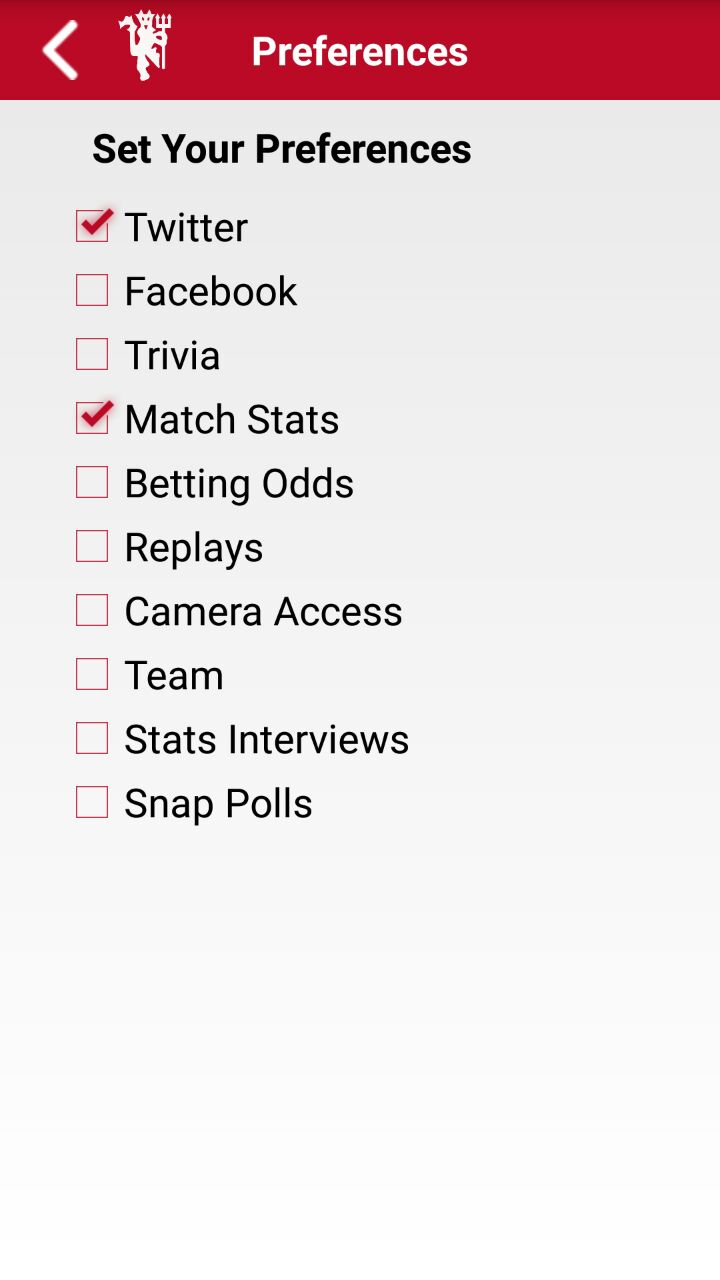 Preferences
Set Your Preferences
Twitter
Facebook
Trivia
Match Stats
Betting Odds
Replays
Camera Access
Team
Stats Interviews
Snap Polls